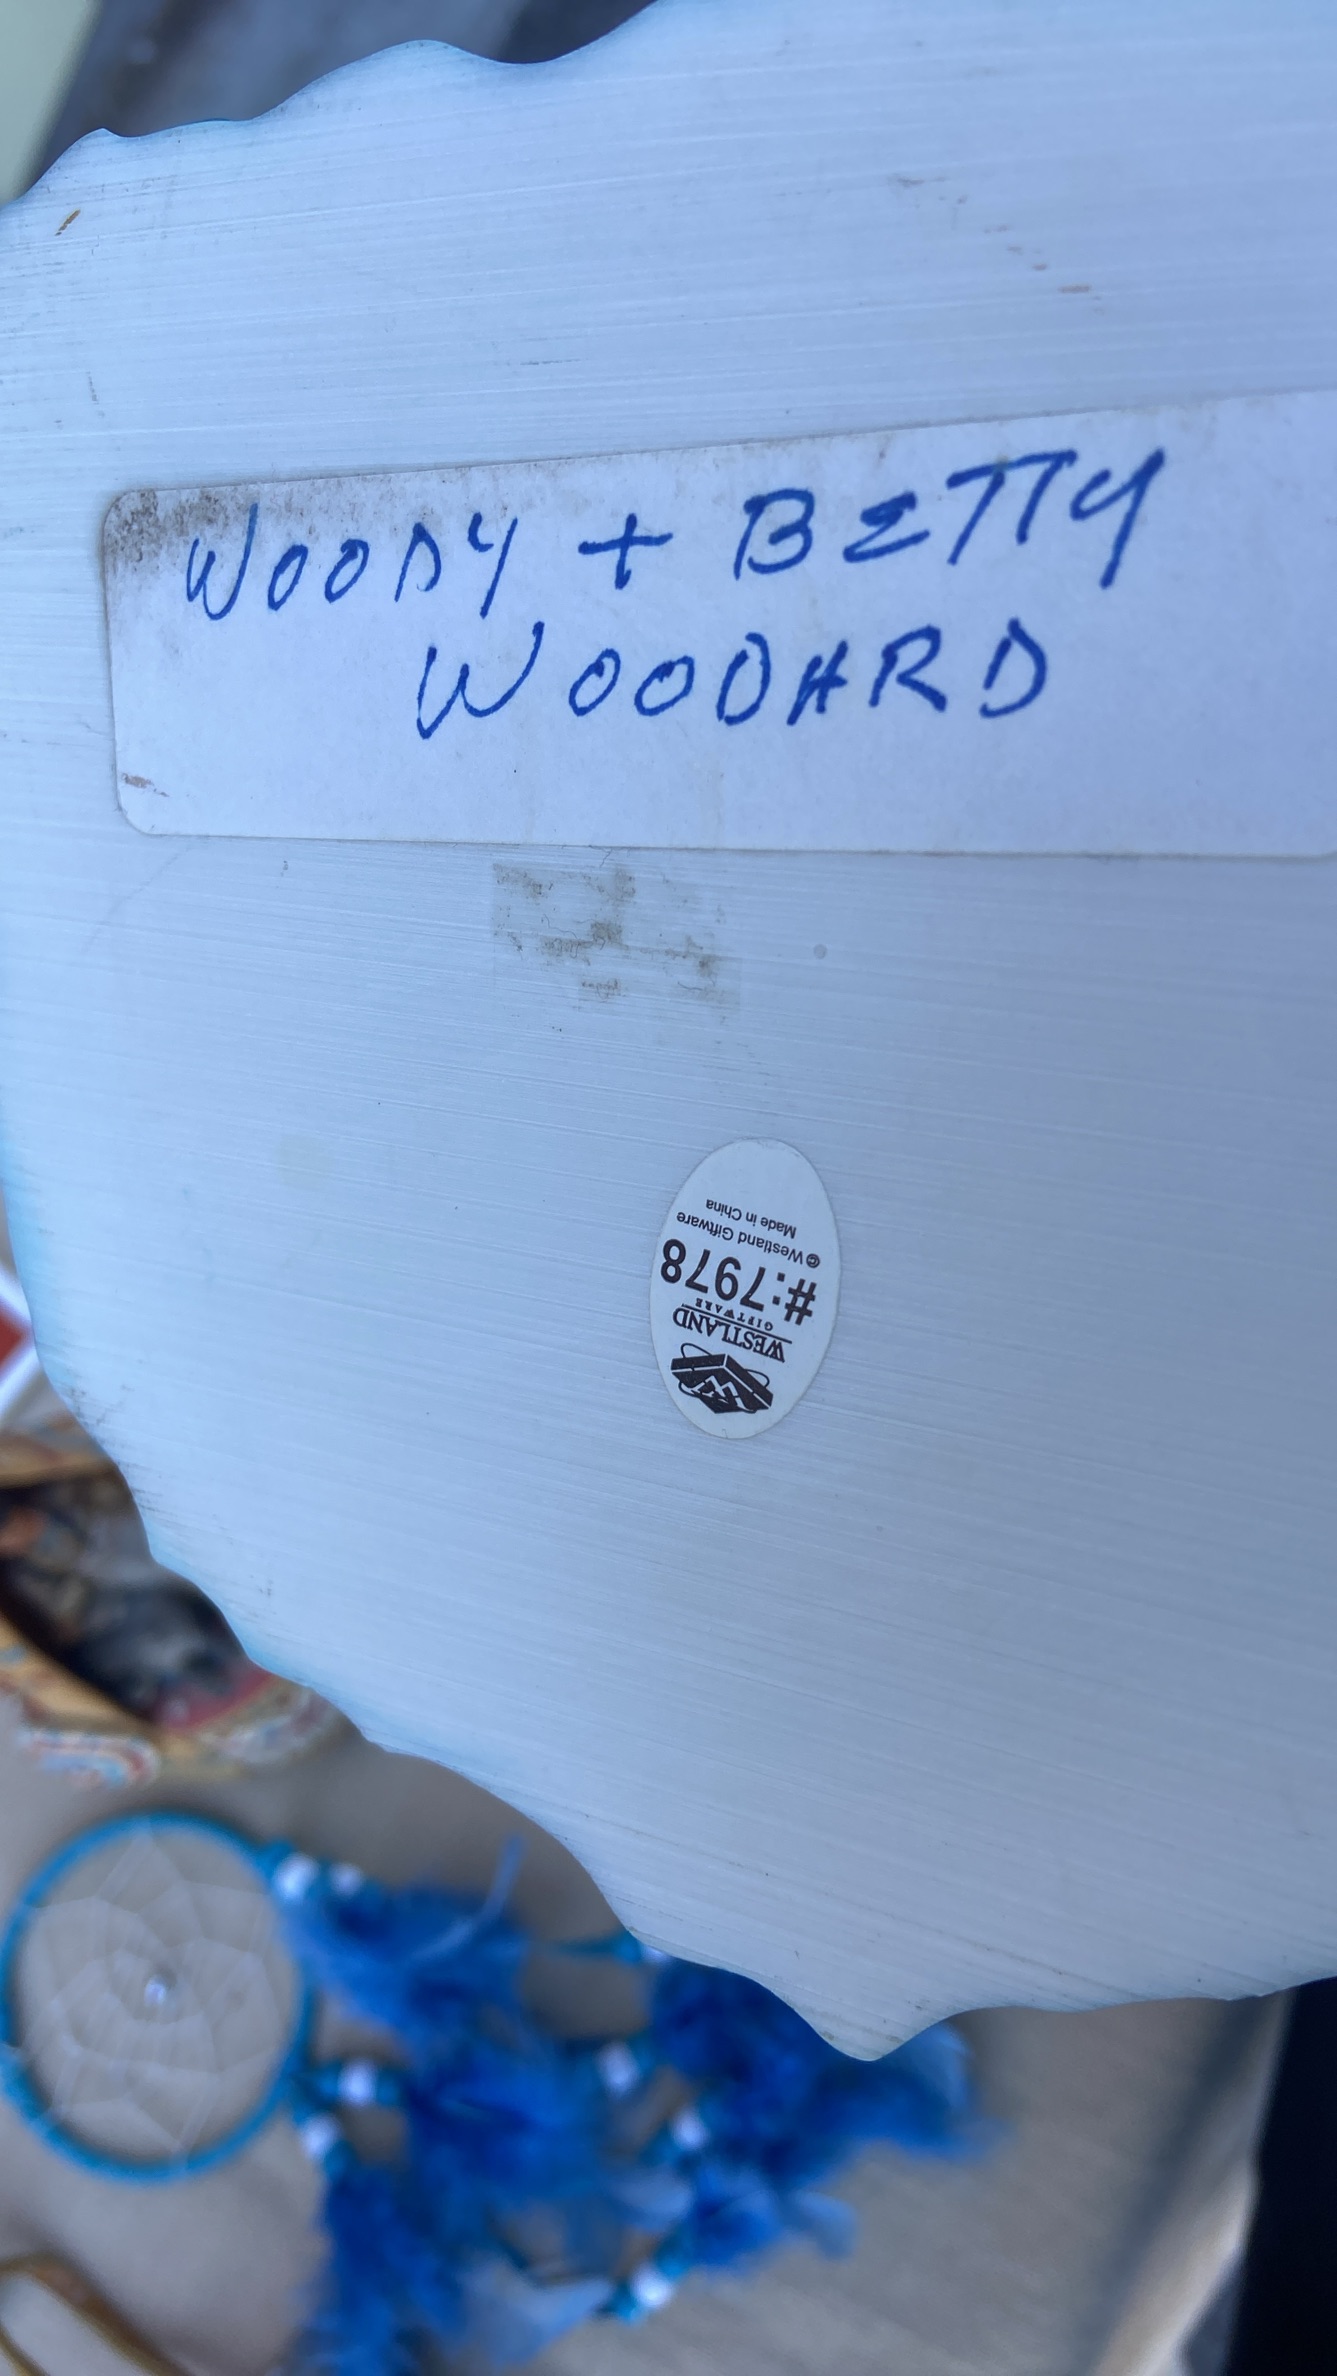 WOODY + BETTY
WOODARD
WESTLAND
GIFTWARE
#:7978
© Westland Giftware
Made in China